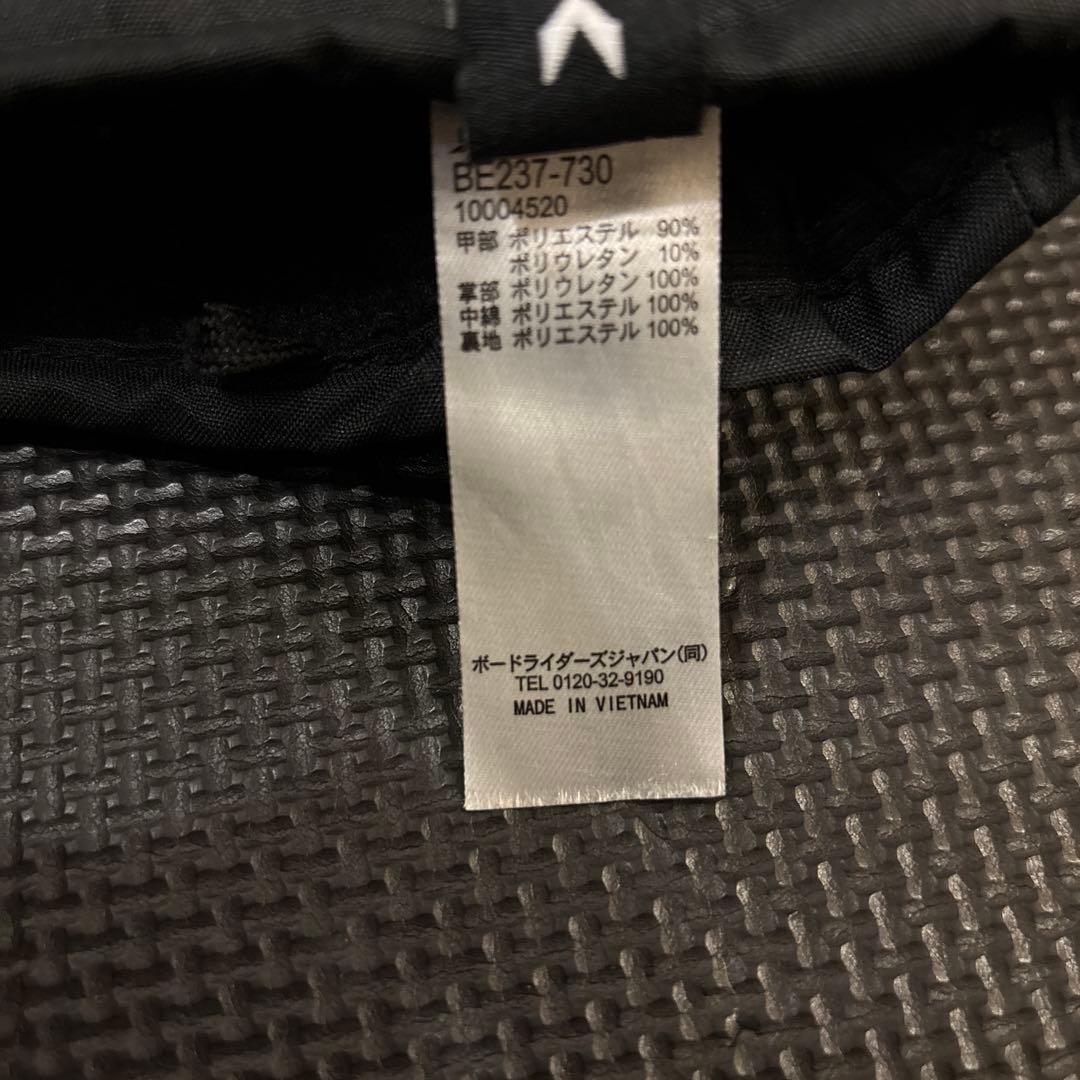 BE237-730
10004520
甲部 ポリエステル 90%
ポリウレタン 10%
掌部 ポリウレタン 100%
中綿 ポリエステル 100%
裏地 ポリエステル 100%
ボードライダーズジャパン(同)
TEL 0120-32-9190
MADE IN VIETNAM